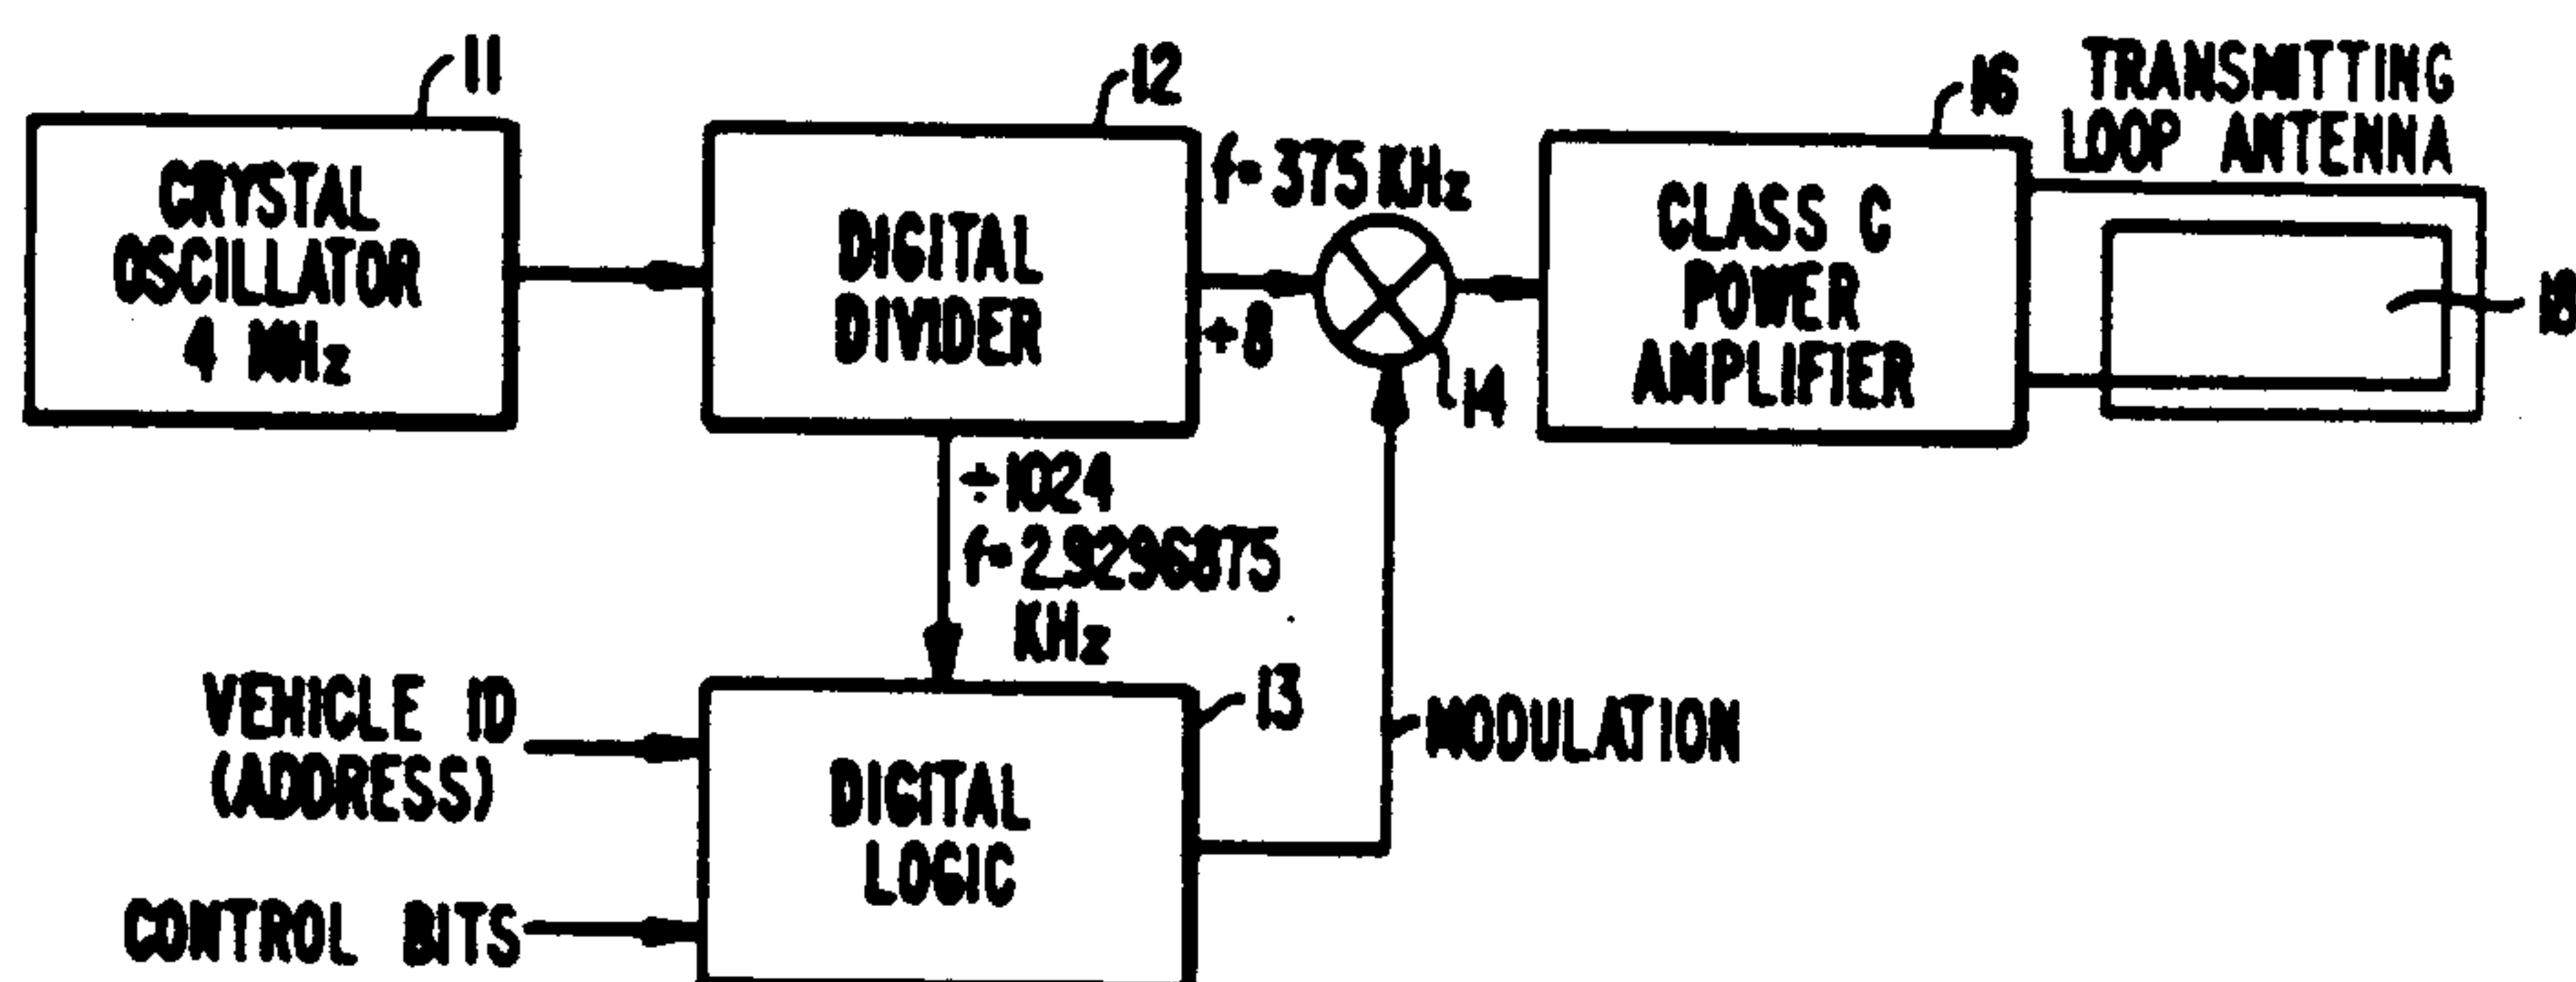 11
CRYSTAL
OSCILLATOR
4 MHz
12
DIGITAL
DIVIDER
f=375 KHz
÷8
14
16
CLASS C
POWER
AMPLIFIER
TRANSMITTING
LOOP ANTENNA
18
÷1024
f=2.9296875
KHz
VEHICLE ID
(ADDRESS)
CONTROL BITS
13
DIGITAL
LOGIC
MODULATION